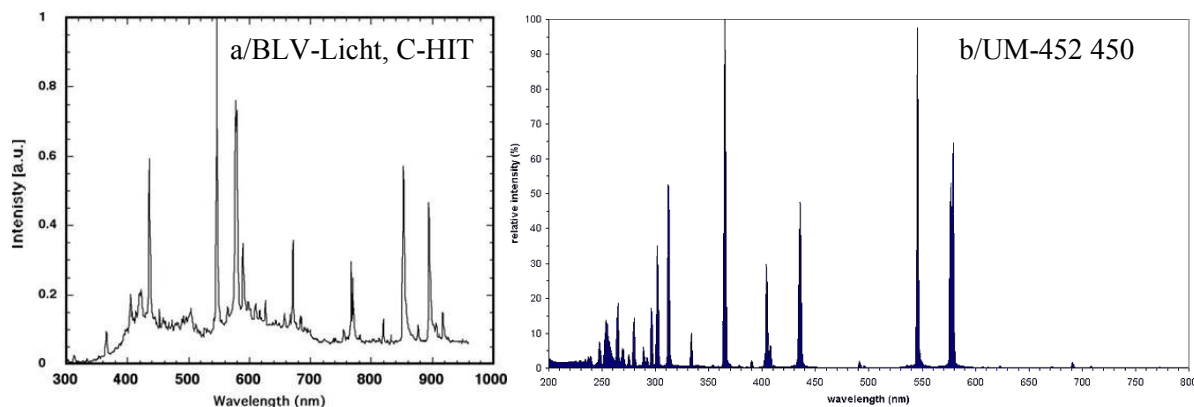 a/BLV-Licht, C-HIT
Intenisty [a.u.]
1
0.8
0.6
0.4
0.2
0
300 400 500 600 700 800 900 1000
Wavelength (nm)
b/UM-452 450
relative intensity (%)
100
90
80
70
60
50
40
30
20
10
0
200 250 300 350 400 450 500 550 600 650 700 750 800
wavelength (nm)